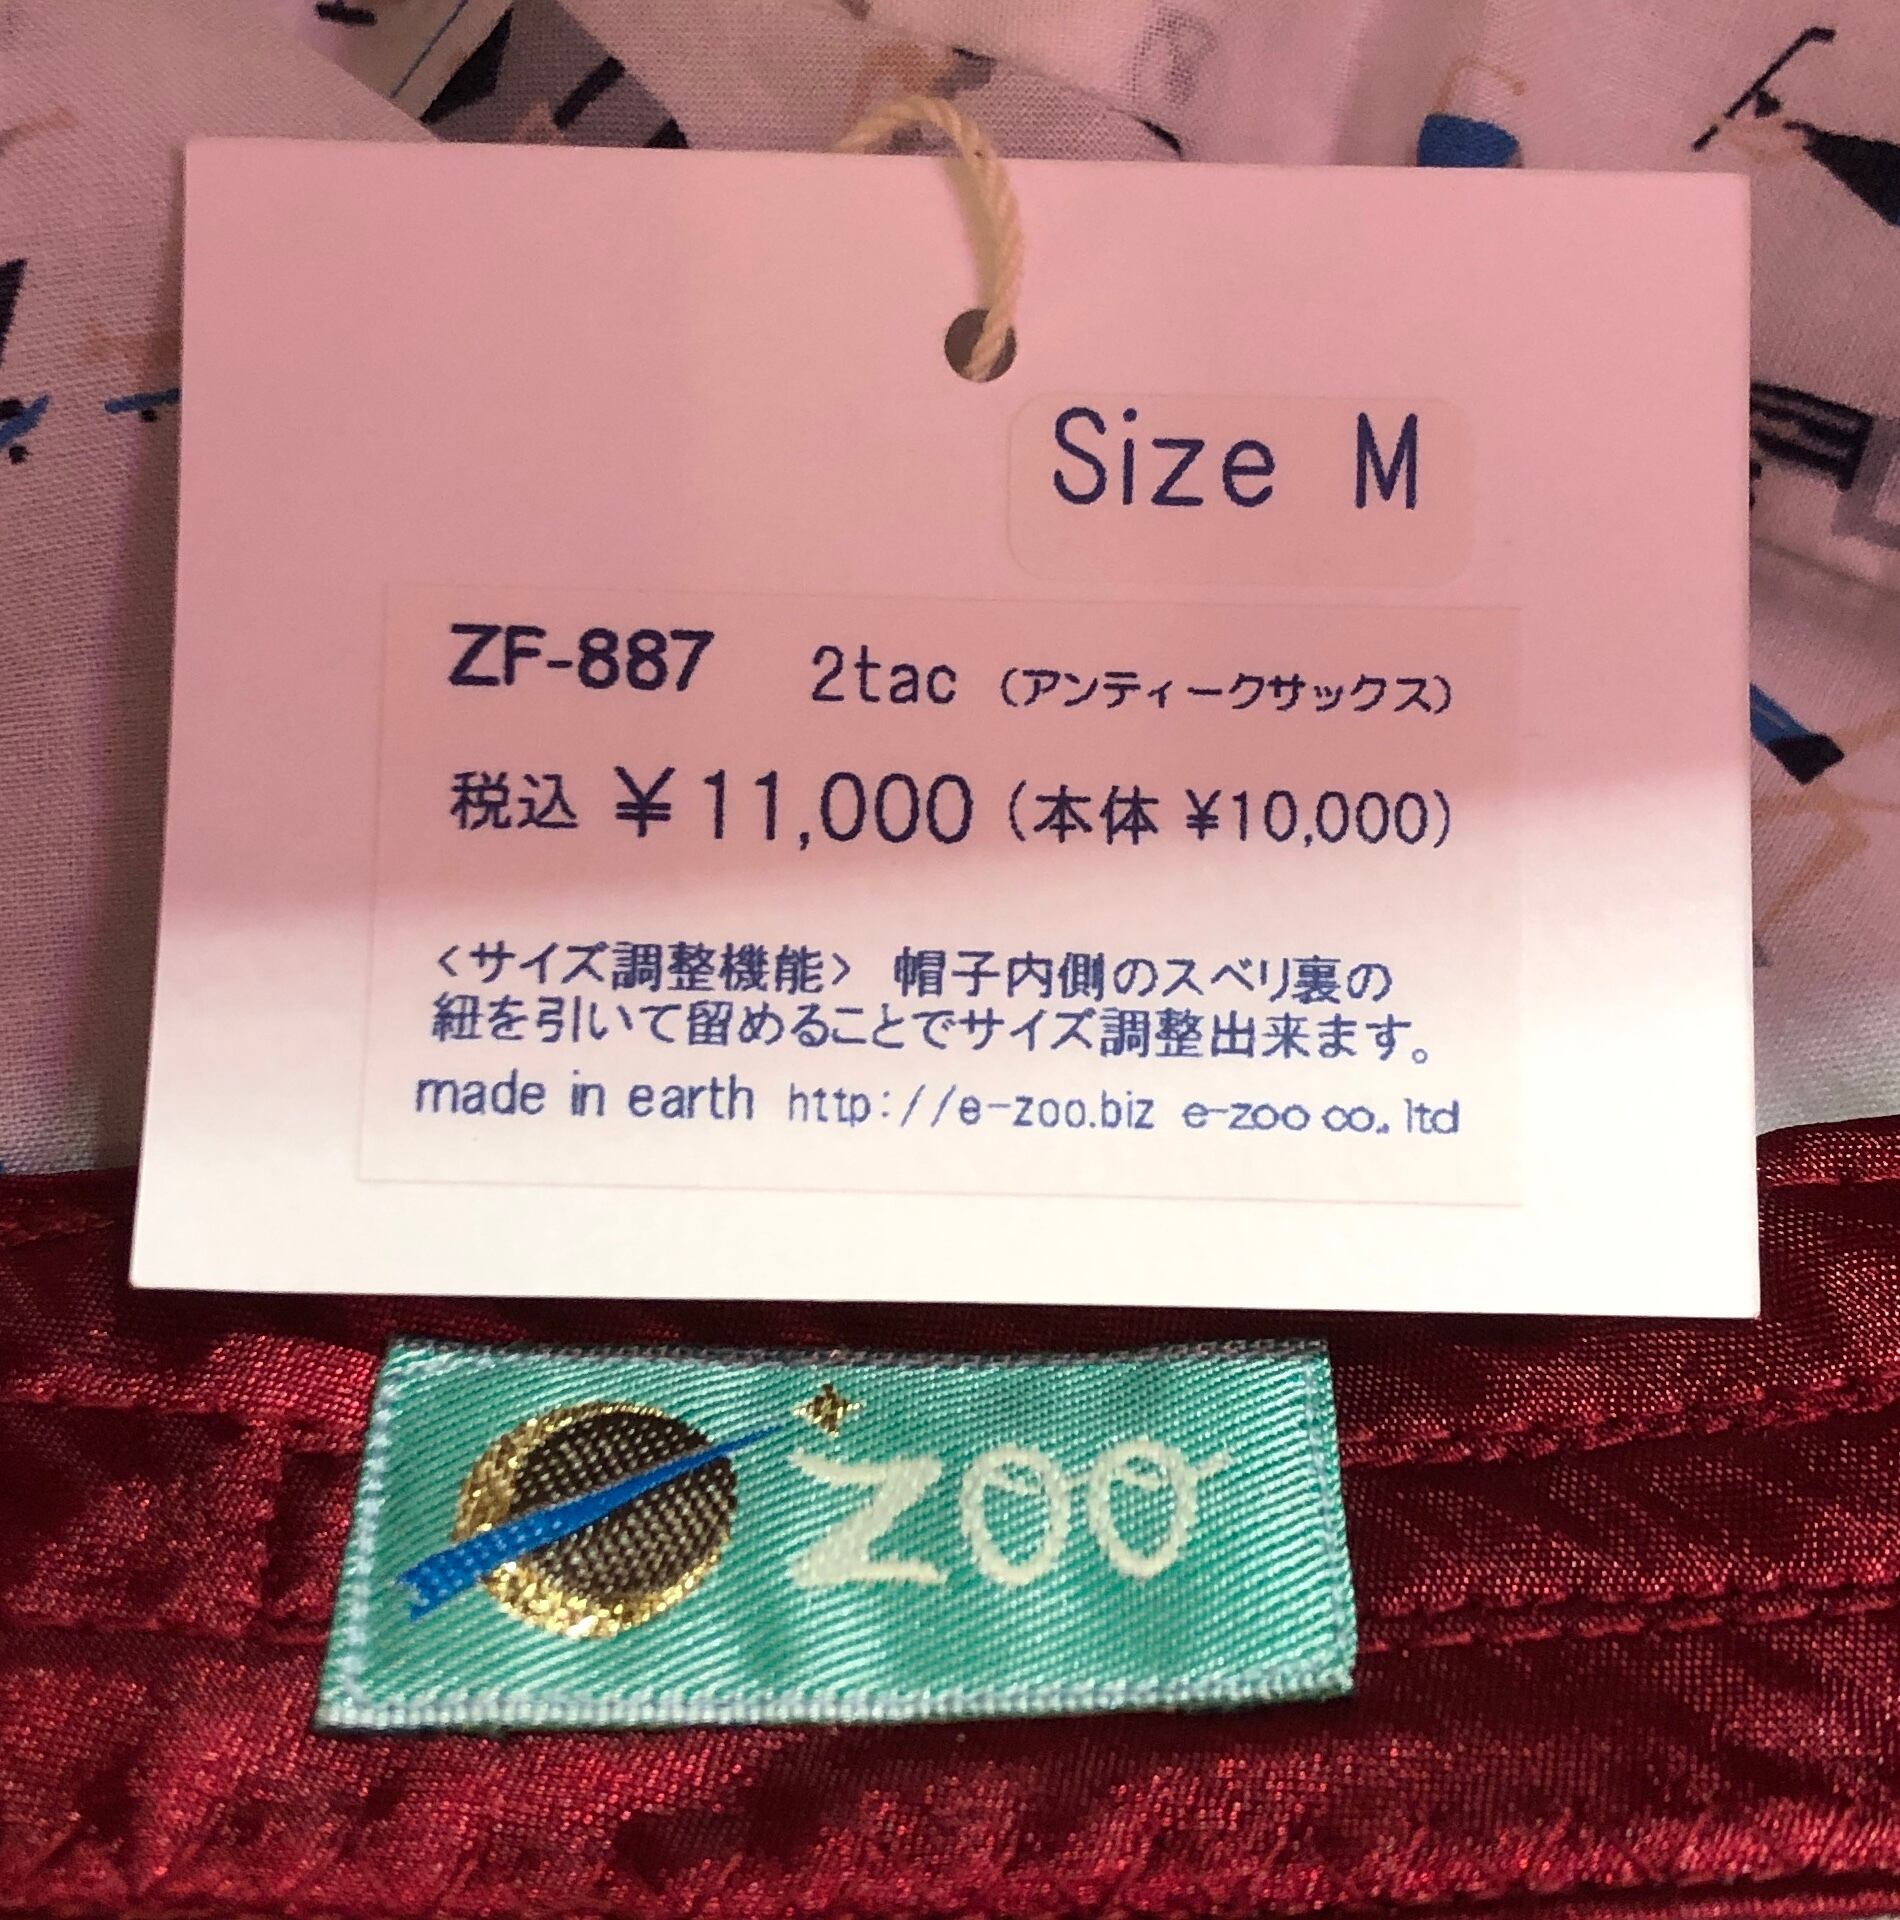 Size M
ZF-887 2tac （アンティークサックス）
税込 ￥11,000（本体 ¥10,000）
<サイズ調整機能> 帽子内側のスベリ裏の
紐を引いて留めることでサイズ調整出来ます。
made in earth http://e-zoo.biz e-zoo co,. ltd
zoo